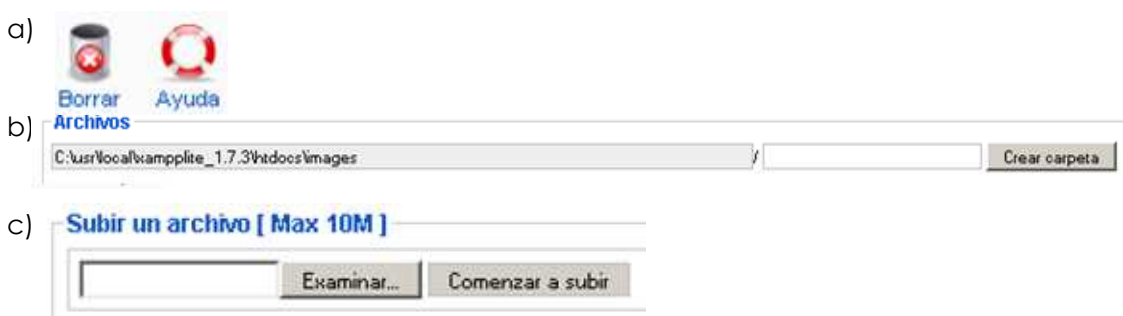 a)
Borrar Ayuda
b) Archivos
C:\usr\local\xampplite_1.7.3\htdocs\images / Crear carpeta
c) Subir un archivo [ Max 10M ]
Examinar... Comenzar a subir